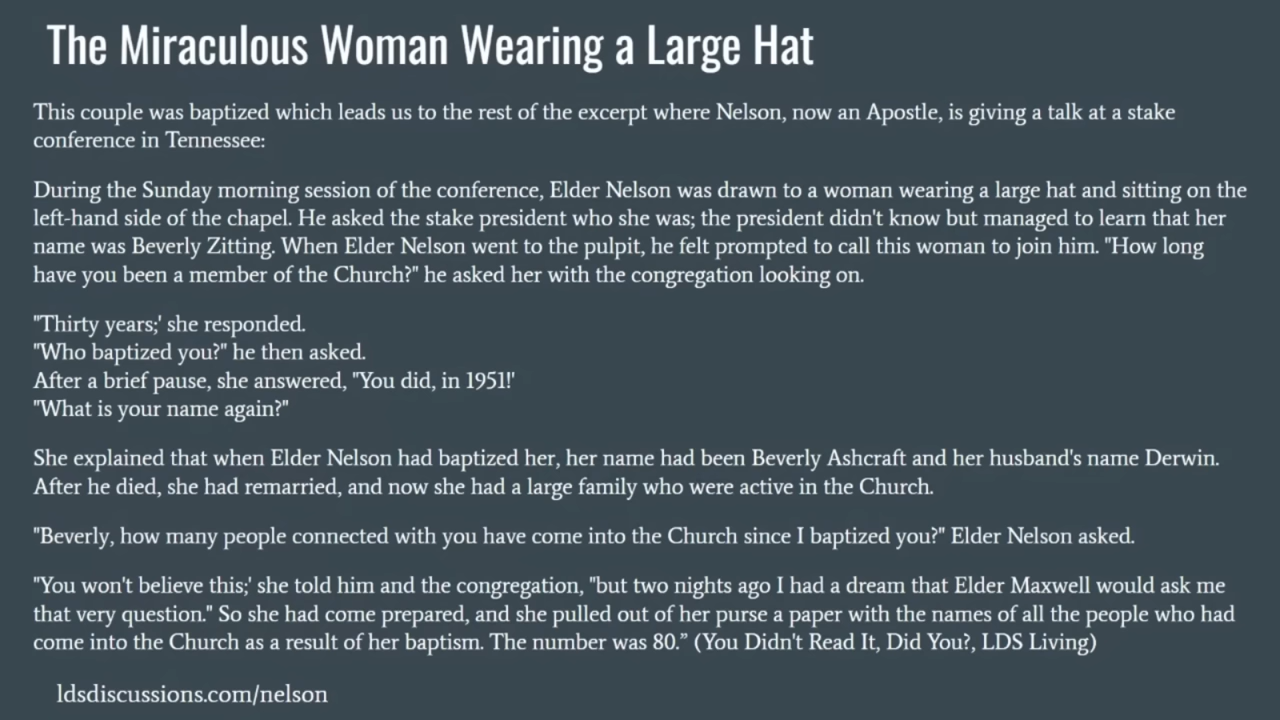 The Miraculous Woman Wearing a Large Hat
This couple was baptized which leads us to the rest of the excerpt where Nelson, now an Apostle, is giving a talk at a stake
conference in Tennessee:
During the Sunday morning session of the conference, Elder Nelson was drawn to a woman wearing a large hat and sitting on the
left-hand side of the chapel. He asked the stake president who she was; the president didn't know but managed to learn that her
name was Beverly Zitting. When Elder Nelson went to the pulpit, he felt prompted to call this woman to join him. "How long
have you been a member of the Church?" he asked her with the congregation looking on.
"Thirty years;' she responded.
"Who baptized you?" he then asked.
After a brief pause, she answered, "You did, in 1951!'
"What is your name again?"
She explained that when Elder Nelson had baptized her, her name had been Beverly Ashcraft and her husband's name Derwin.
After he died, she had remarried, and now she had a large family who were active in the Church.
"Beverly, how many people connected with you have come into the Church since I baptized you?" Elder Nelson asked.
"You won't believe this;' she told him and the congregation, "but two nights ago I had a dream that Elder Maxwell would ask me
that very question." So she had come prepared, and she pulled out of her purse a paper with the names of all the people who had
come into the Church as a result of her baptism. The number was 80.” (You Didn't Read It, Did You?, LDS Living)
ldsdiscussions.com/nelson